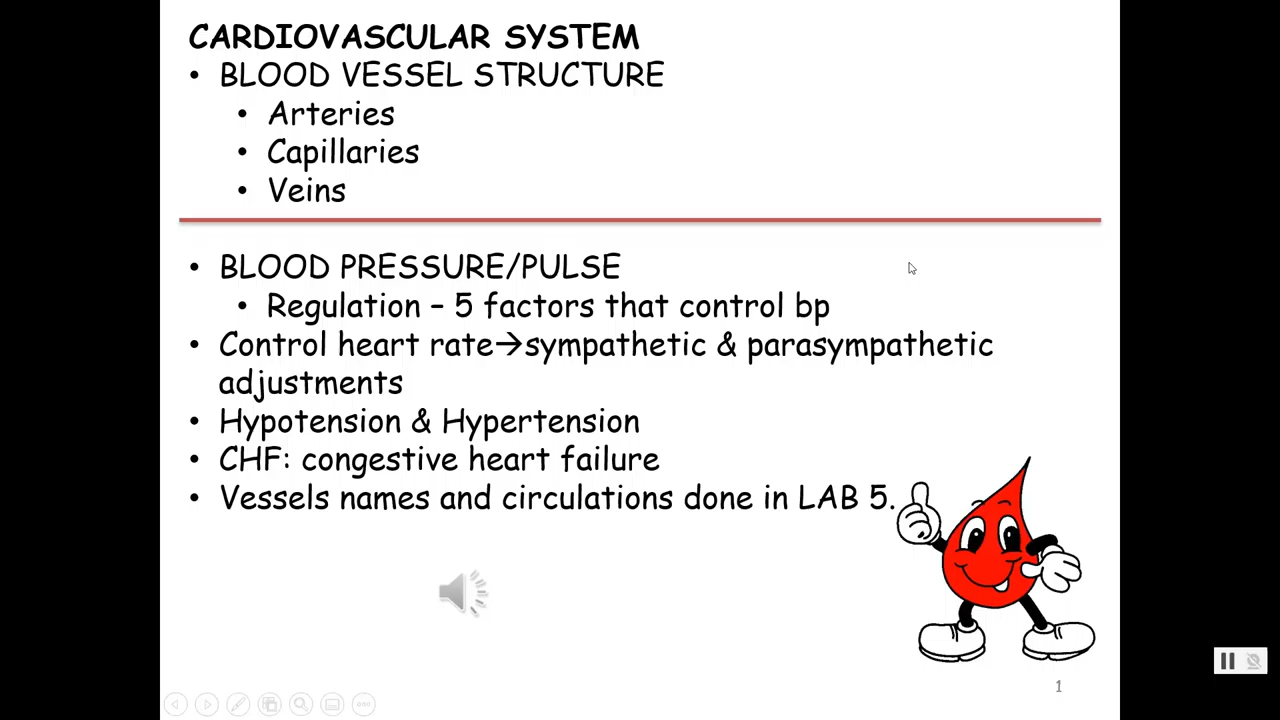 CARDIOVASCULAR SYSTEM
• BLOOD VESSEL STRUCTURE
• Arteries
• Capillaries
• Veins
• BLOOD PRESSURE/PULSE
• Regulation – 5 factors that control bp
• Control heart rate→sympathetic & parasympathetic
adjustments
• Hypotension & Hypertension
• CHF: congestive heart failure
• Vessels names and circulations done in LAB 5.
1